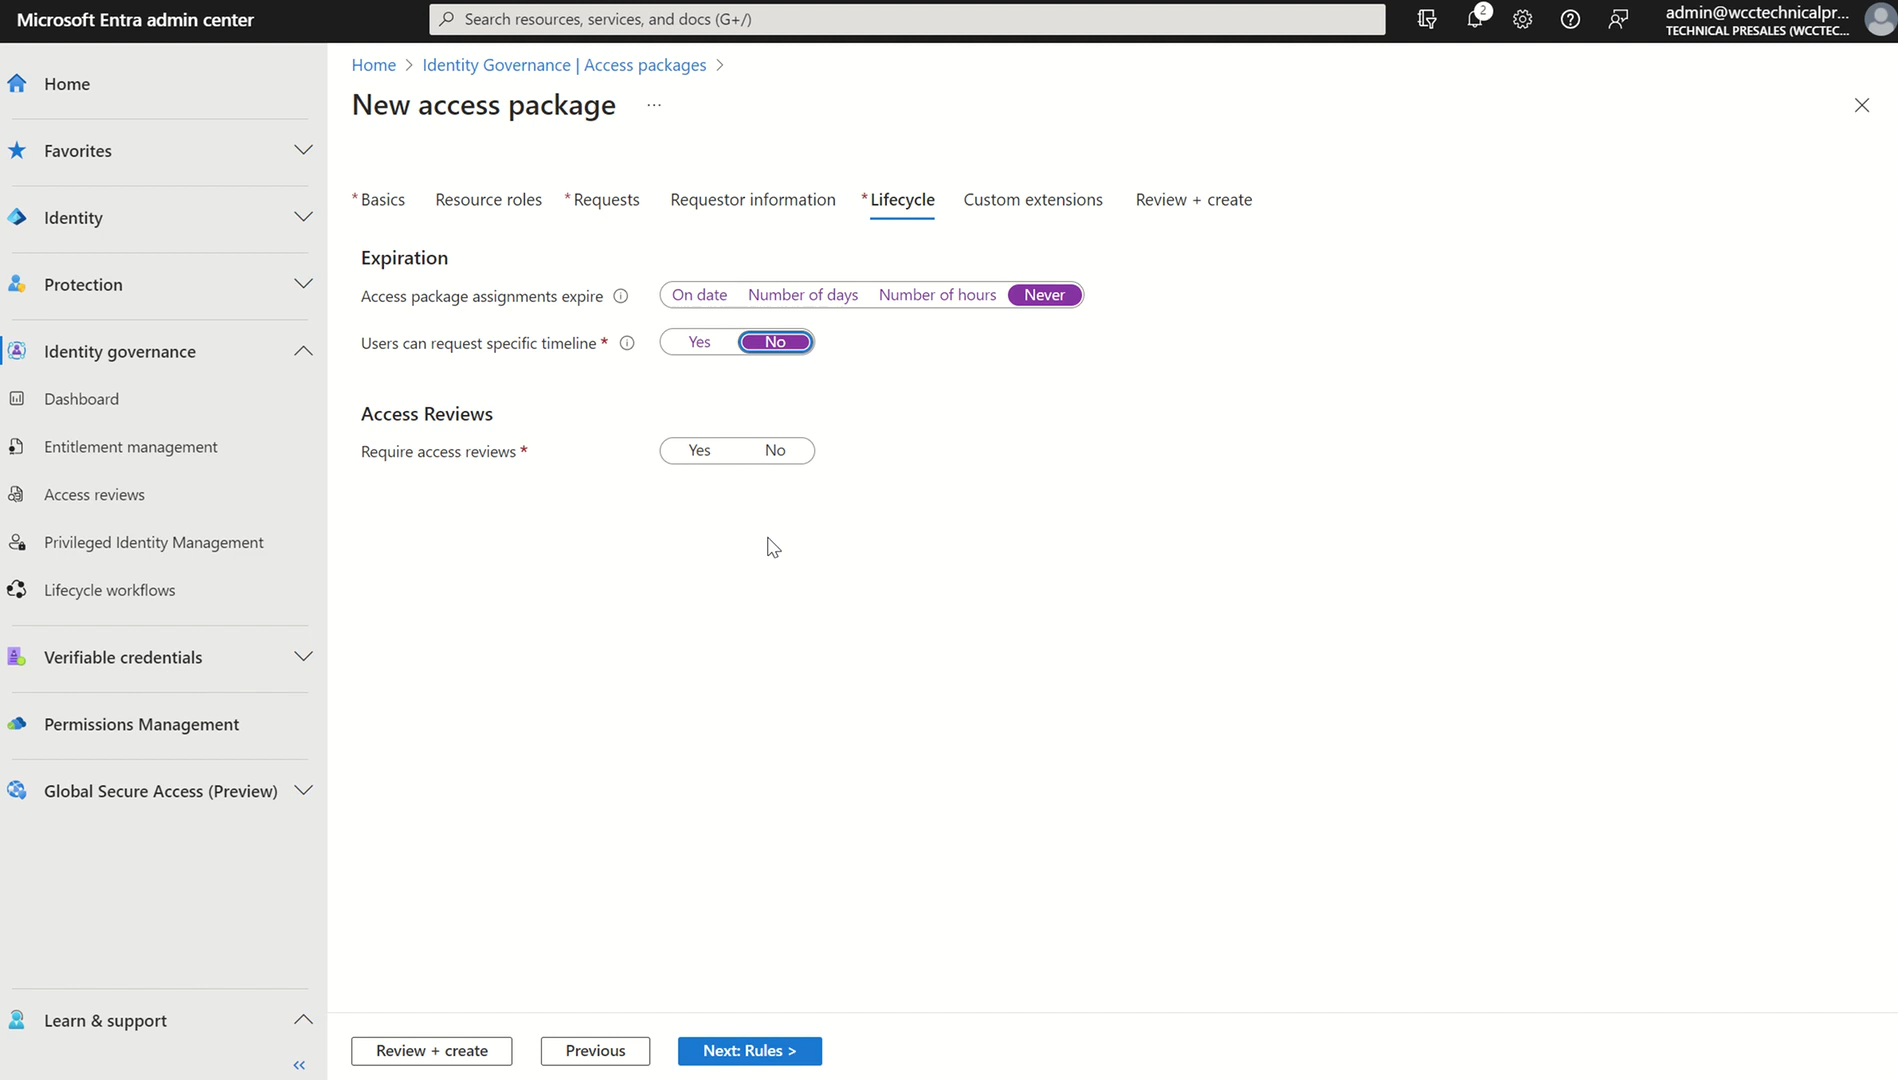 Microsoft Entra admin center
Search resources, services, and docs (G+/)
2
admin@wcctechnicalpr...
TECHNICAL PRESALES (WCCTEC...
Home
Favorites
Identity
Protection
Identity governance
Dashboard
Entitlement management
Access reviews
Privileged Identity Management
Lifecycle workflows
Verifiable credentials
Permissions Management
Global Secure Access (Preview)
Learn & support
«
Home > Identity Governance | Access packages >
New access package ...
* Basics Resource roles * Requests Requestor information * Lifecycle Custom extensions Review + create
Expiration
Access package assignments expire On date Number of days Number of hours Never
Users can request specific timeline * Yes No
Access Reviews
Require access reviews * Yes No
Review + create Previous Next: Rules >